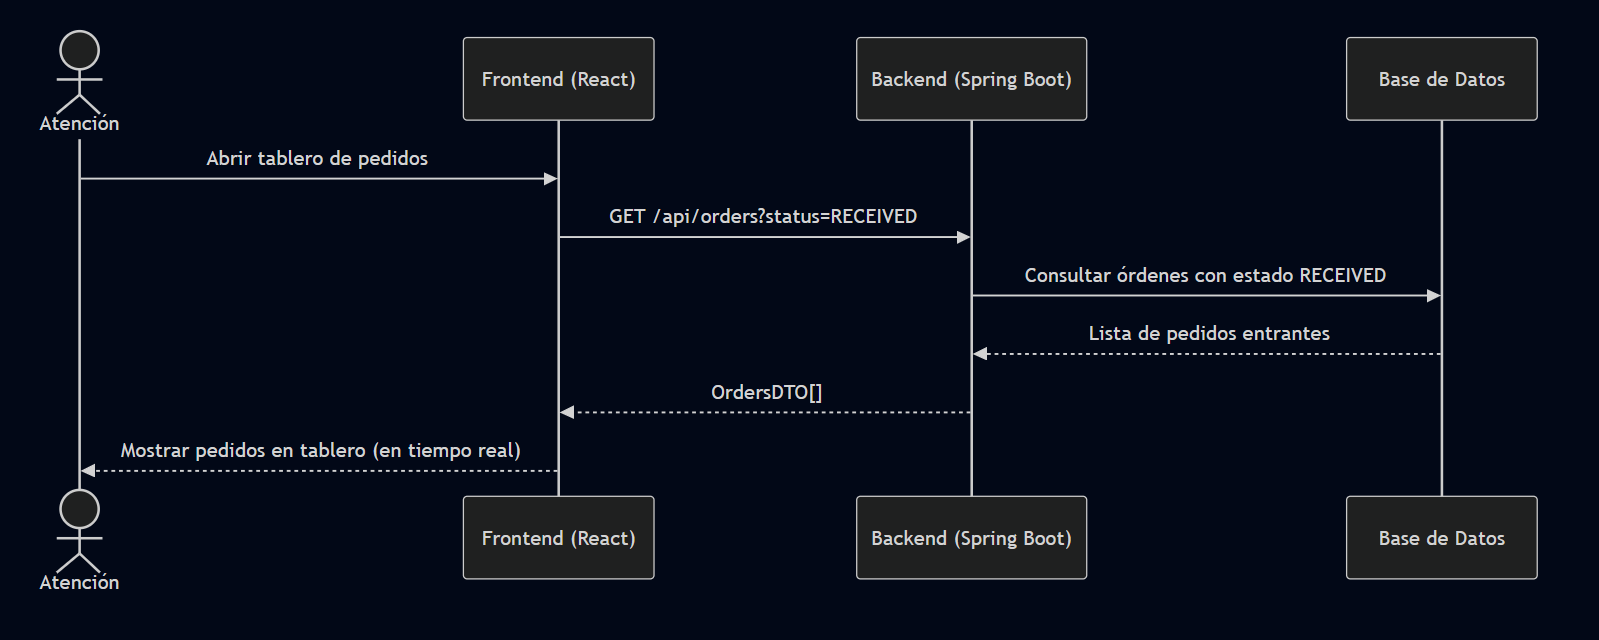 Atención
Frontend (React)
Backend (Spring Boot)
Base de Datos
Abrir tablero de pedidos
GET /api/orders?status=RECEIVED
Consultar órdenes con estado RECEIVED
Lista de pedidos entrantes
OrdersDTO[]
Mostrar pedidos en tablero (en tiempo real)
Atención
Frontend (React)
Backend (Spring Boot)
Base de Datos